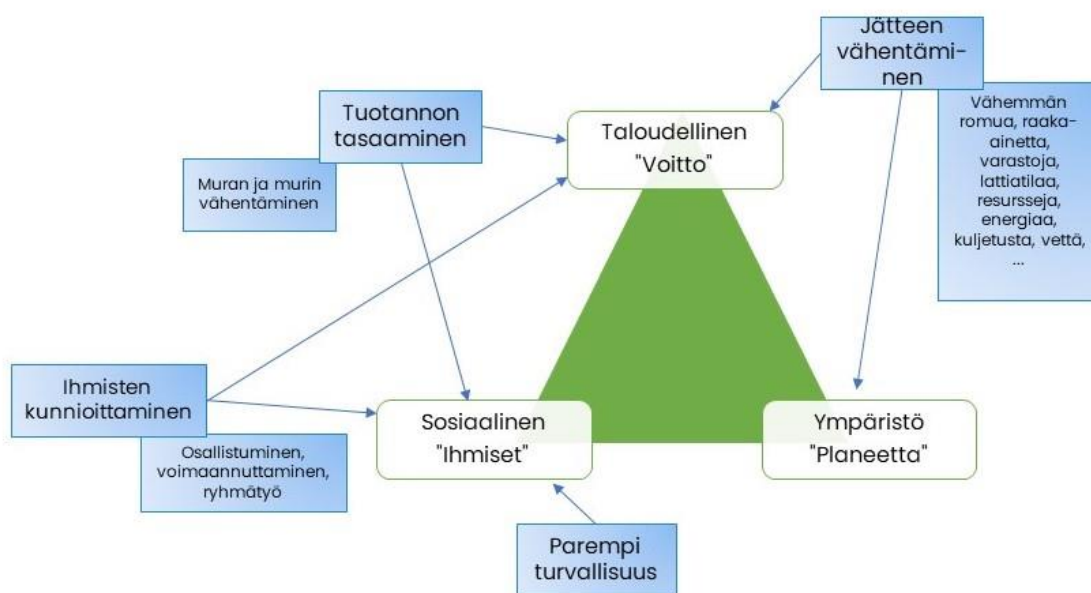 Jätteen
vähentämi-
nen
Vähemmän
romua, raaka-
ainetta,
varastoja,
lattiatilaa,
resursseja,
energiaa,
kuljetusta, vettä,
...
Tuotannon
tasaaminen
Muran ja murin
vähentäminen
Taloudellinen
"Voitto"
Ihmisten
kunnioittaminen
Osallistuminen,
voimaannuttaminen,
ryhmätyö
Sosiaalinen
"Ihmiset"
Ympäristö
"Planeetta"
Parempi
turvallisuus